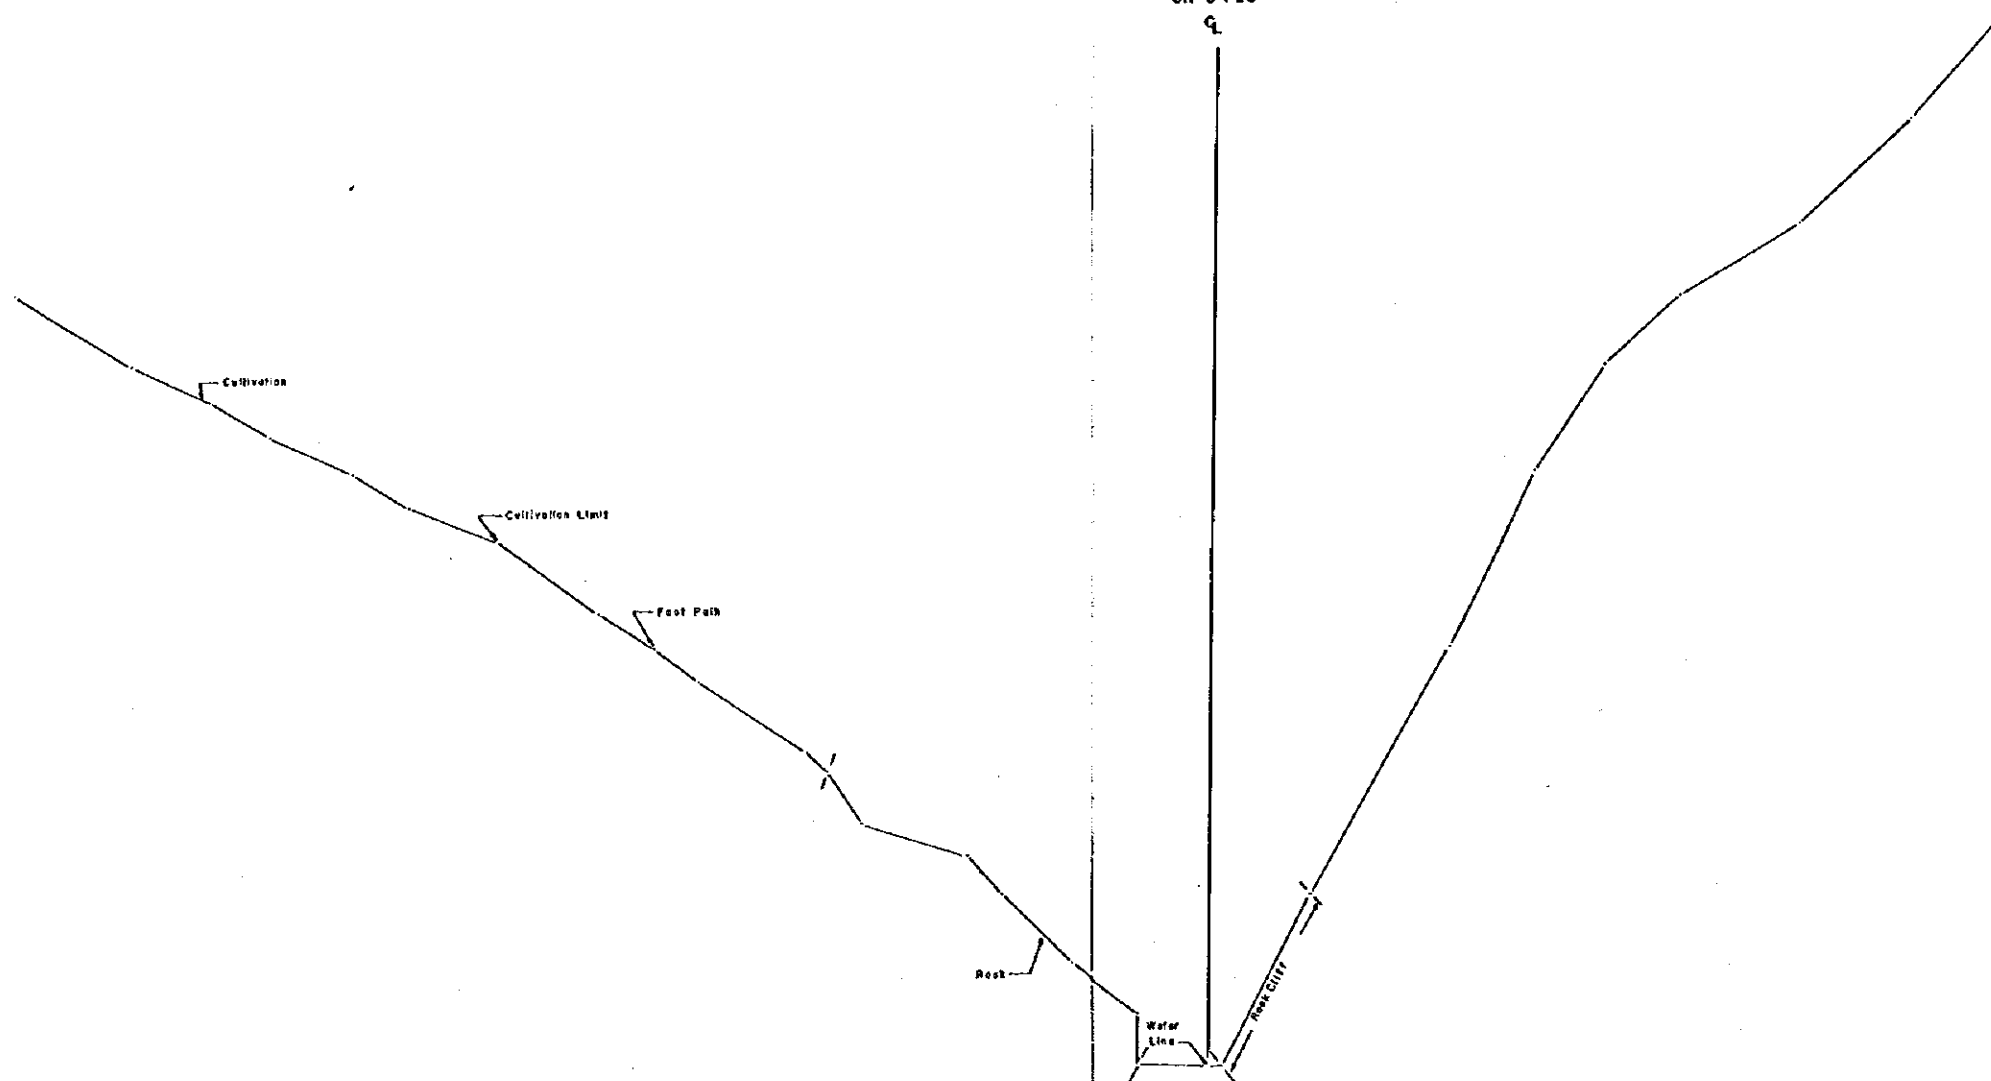 ℄
Cultivation
Cultivation Limit
Foot Path
Rock
Water
Line
Rock Cliff